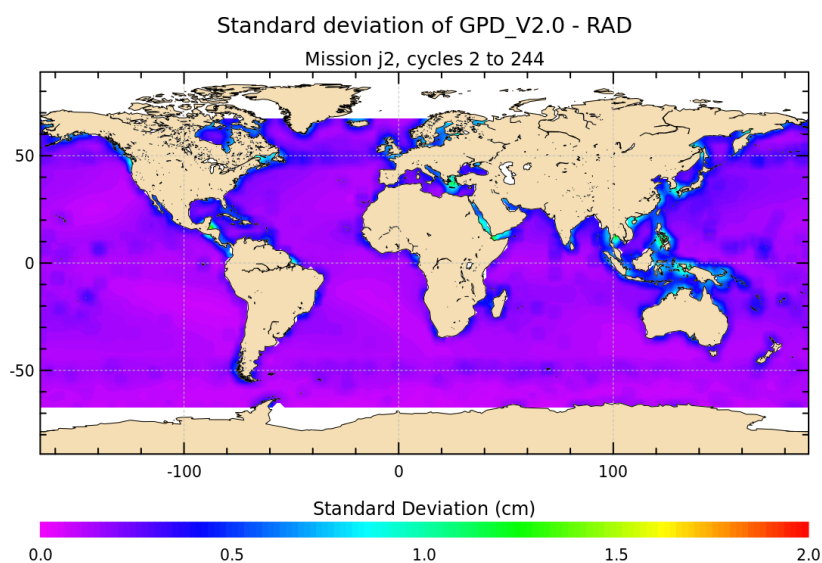 Standard deviation of GPD_V2.0 - RAD
Mission j2, cycles 2 to 244
50
0
-50
-100 0 100
Standard Deviation (cm)
0.0 0.5 1.0 1.5 2.0